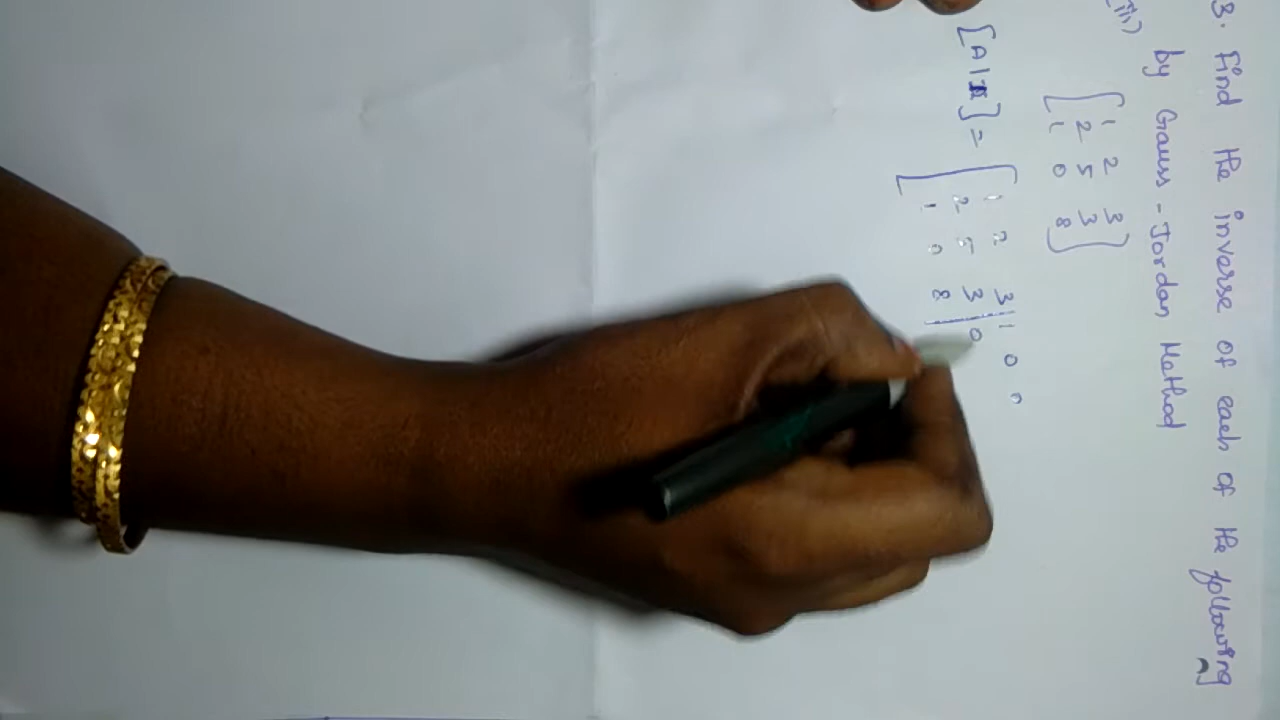 3. Find the inverse of each of the following
(iii) by Gauss-Jordan Method
[1 2 3
2 5 3
1 0 8]
[A|I] = [1 2 3 | 1 0 0
2 5 3 | 0
1 0 8 |